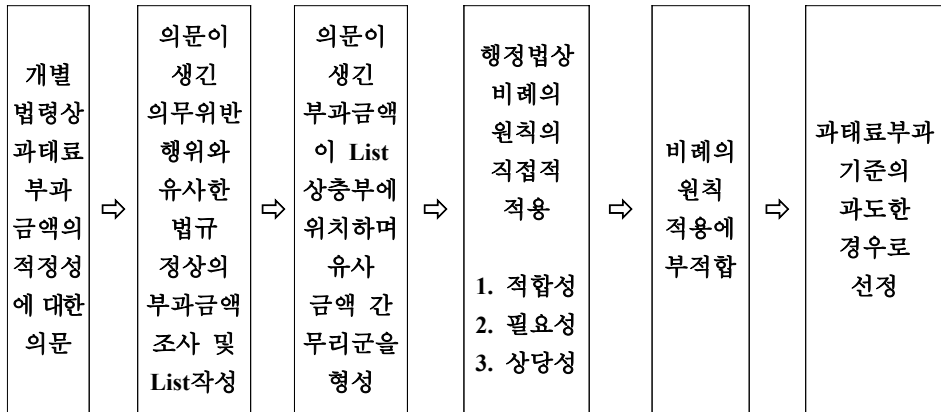 개별
법령상
과태료
부과
금액의
적정성
에 대한
의문
⇨
의문이
생긴
의무위반
행위와
유사한
법규
정상의
부과금액
조사 및
List작성
⇨
의문이
생긴
부과금액
이 List
상충부에
위치하며
유사
금액 간
무리군을
형성
⇨
행정법상
비례의
원칙의
직접적
적용
1. 적합성
2. 필요성
3. 상당성
⇨
비례의
원칙
적용에
부적합
⇨
과태료부과
기준의
과도한
경우로
선정